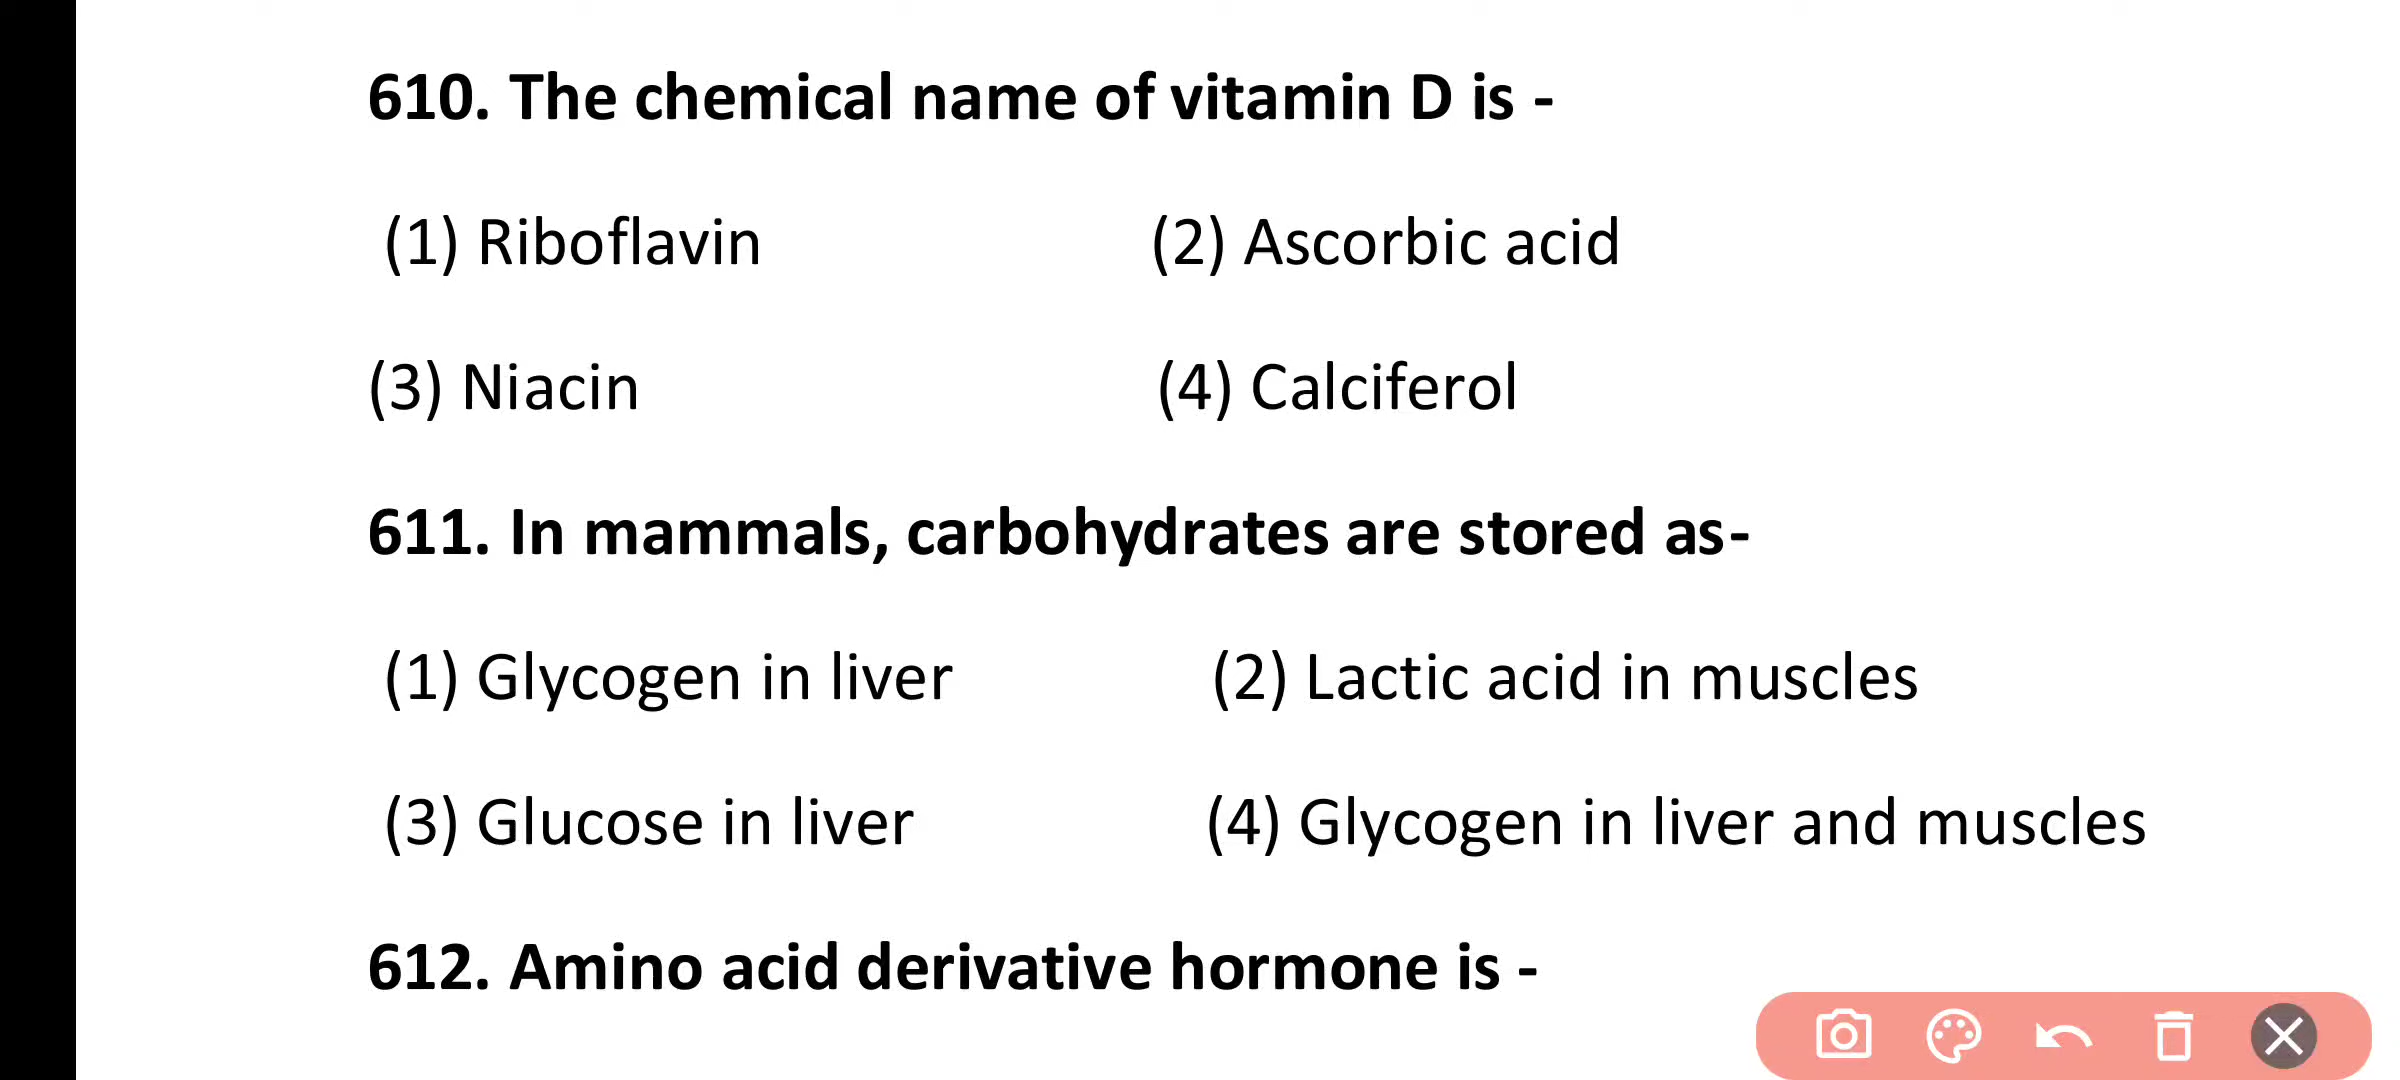 610. The chemical name of vitamin D is -
(1) Riboflavin (2) Ascorbic acid
(3) Niacin (4) Calciferol
611. In mammals, carbohydrates are stored as-
(1) Glycogen in liver (2) Lactic acid in muscles
(3) Glucose in liver (4) Glycogen in liver and muscles
612. Amino acid derivative hormone is -